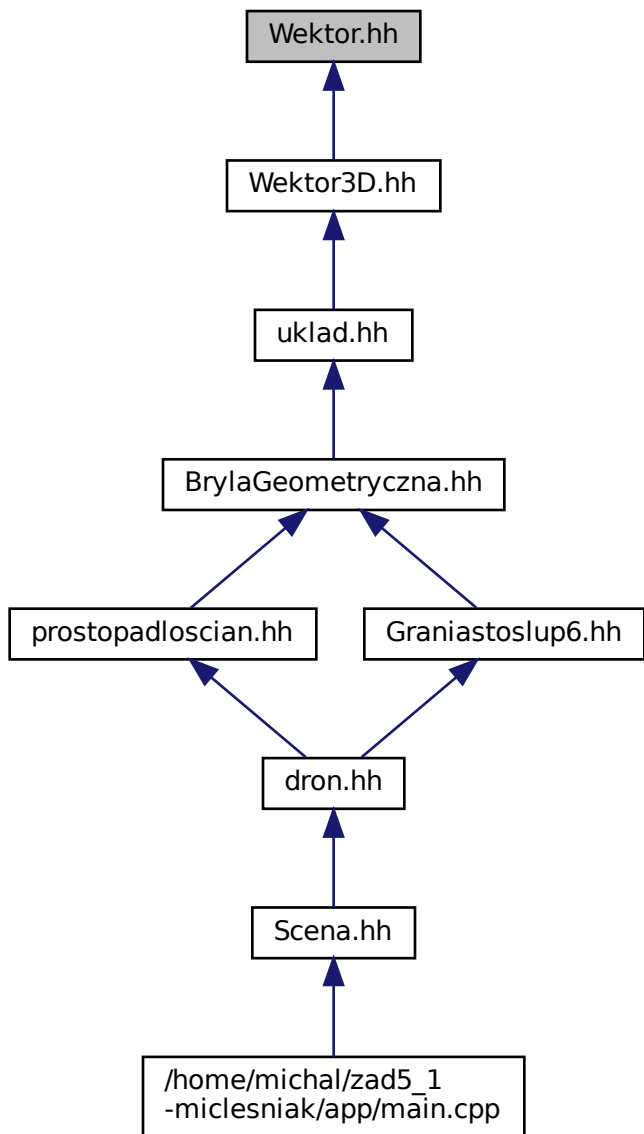 Wektor.hh
Wektor3D.hh
uklad.hh
BrylaGeometryczna.hh
prostopadloscian.hh
Graniastoslup6.hh
dron.hh
Scena.hh
/home/michal/zad5_1
-miclesniak/app/main.cpp